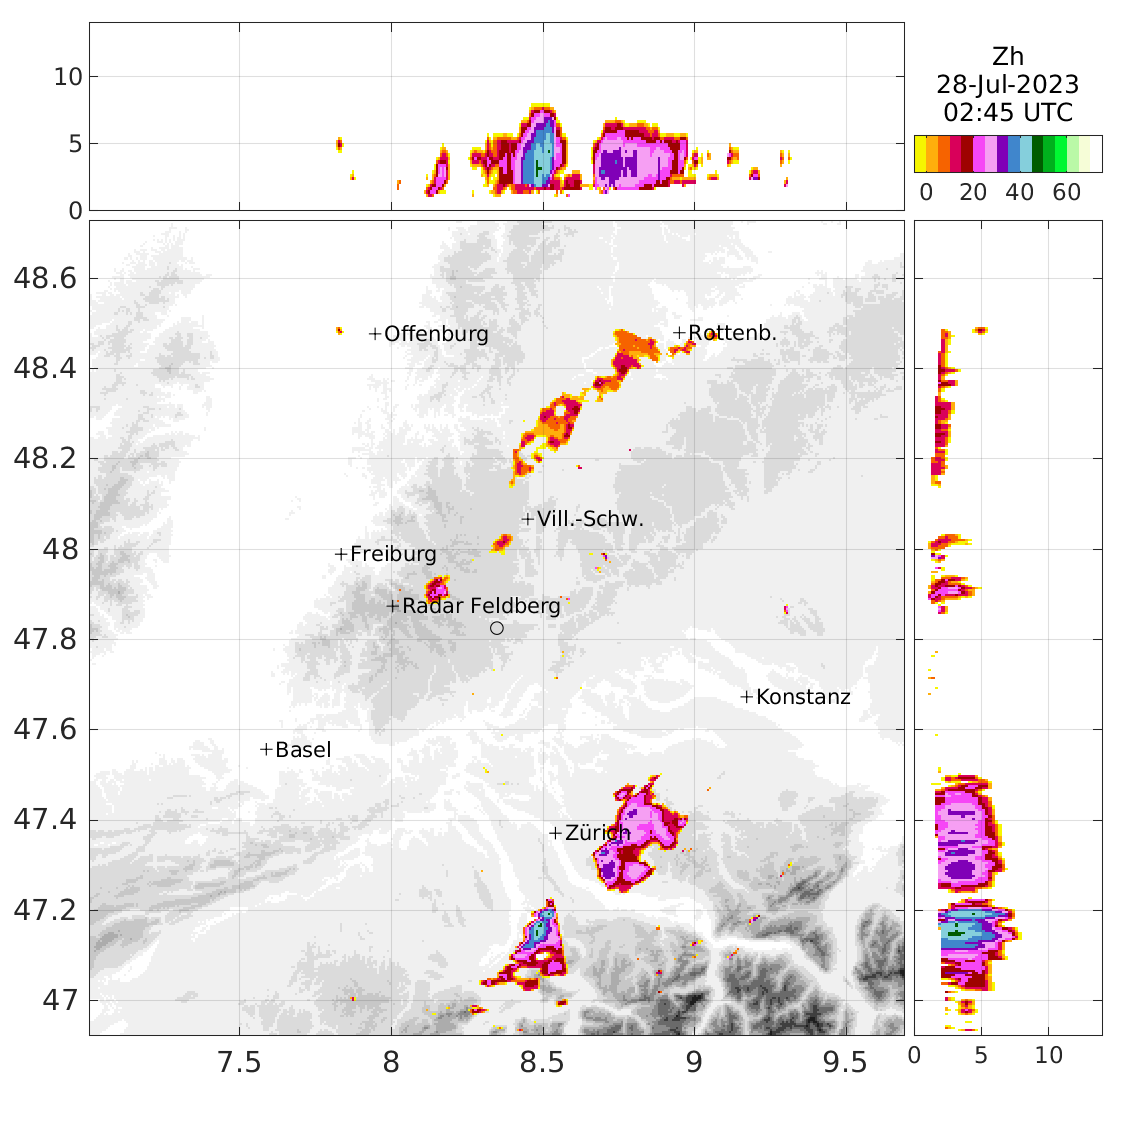 Zh
28-Jul-2023
02:45 UTC
0 20 40 60
10
5
0
48.6
48.4
48.2
48
47.8
47.6
47.4
47.2
47
Offenburg
Rottenb.
Vill.-Schw.
Freiburg
Radar Feldberg
Konstanz
Basel
Zürich
7.5 8 8.5 9 9.5
0 5 10